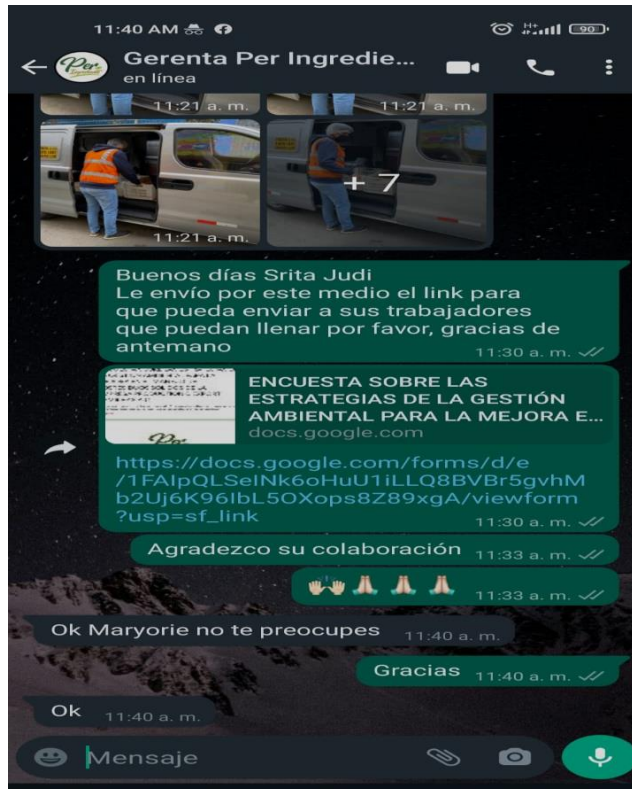 11:40 AM
90
Per
Gerenta Per Ingredie...
en línea
11:21 a. m.
11:21 a. m.
11:21 a. m.
+ 7
Buenos días Srita Judi
Le envío por este medio el link para
que pueda enviar a sus trabajadores
que puedan llenar por favor, gracias de
antemano
11:30 a. m.
ENCUESTA SOBRE LAS
ESTRATEGIAS DE LA GESTIÓN
AMBIENTAL PARA LA MEJORA E...
docs.google.com
Per
https://docs.google.com/forms/d/e
/1FAIpQLSeINk6oHuU1iLLQ8BVBr5gvhM
b2Uj6K96IbL5OXops8Z89xgA/viewform
?usp=sf_link
11:30 a. m.
Agradezco su colaboración 11:33 a. m.
🙌🏼🙏🏼🙏🏼🙏🏼 11:33 a. m.
Ok Maryorie no te preocupes 11:40 a. m.
Gracias 11:40 a. m.
Ok 11:40 a. m.
Mensaje